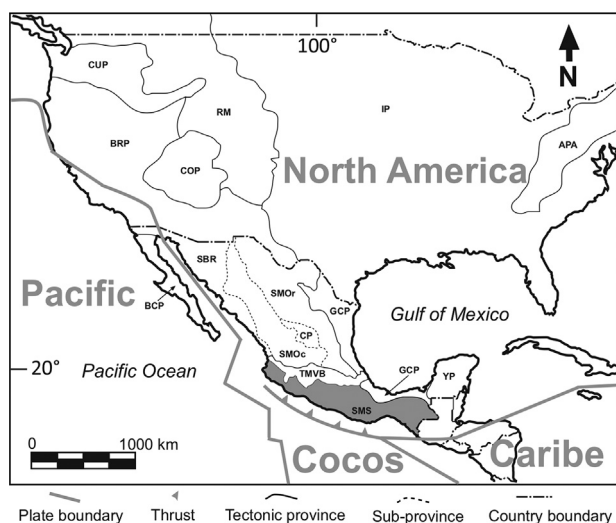 100°
N
CUP
RM
IP
BRP
COP
APA
North America
SBR
SMOr
Pacific
BCP
GCP
Gulf of Mexico
CP
SMOc
20°
Pacific Ocean
TMVB
GCP
YP
SMS
0 1000 km
Cocos
Caribe
Plate boundary Thrust Tectonic province Sub-province Country boundary